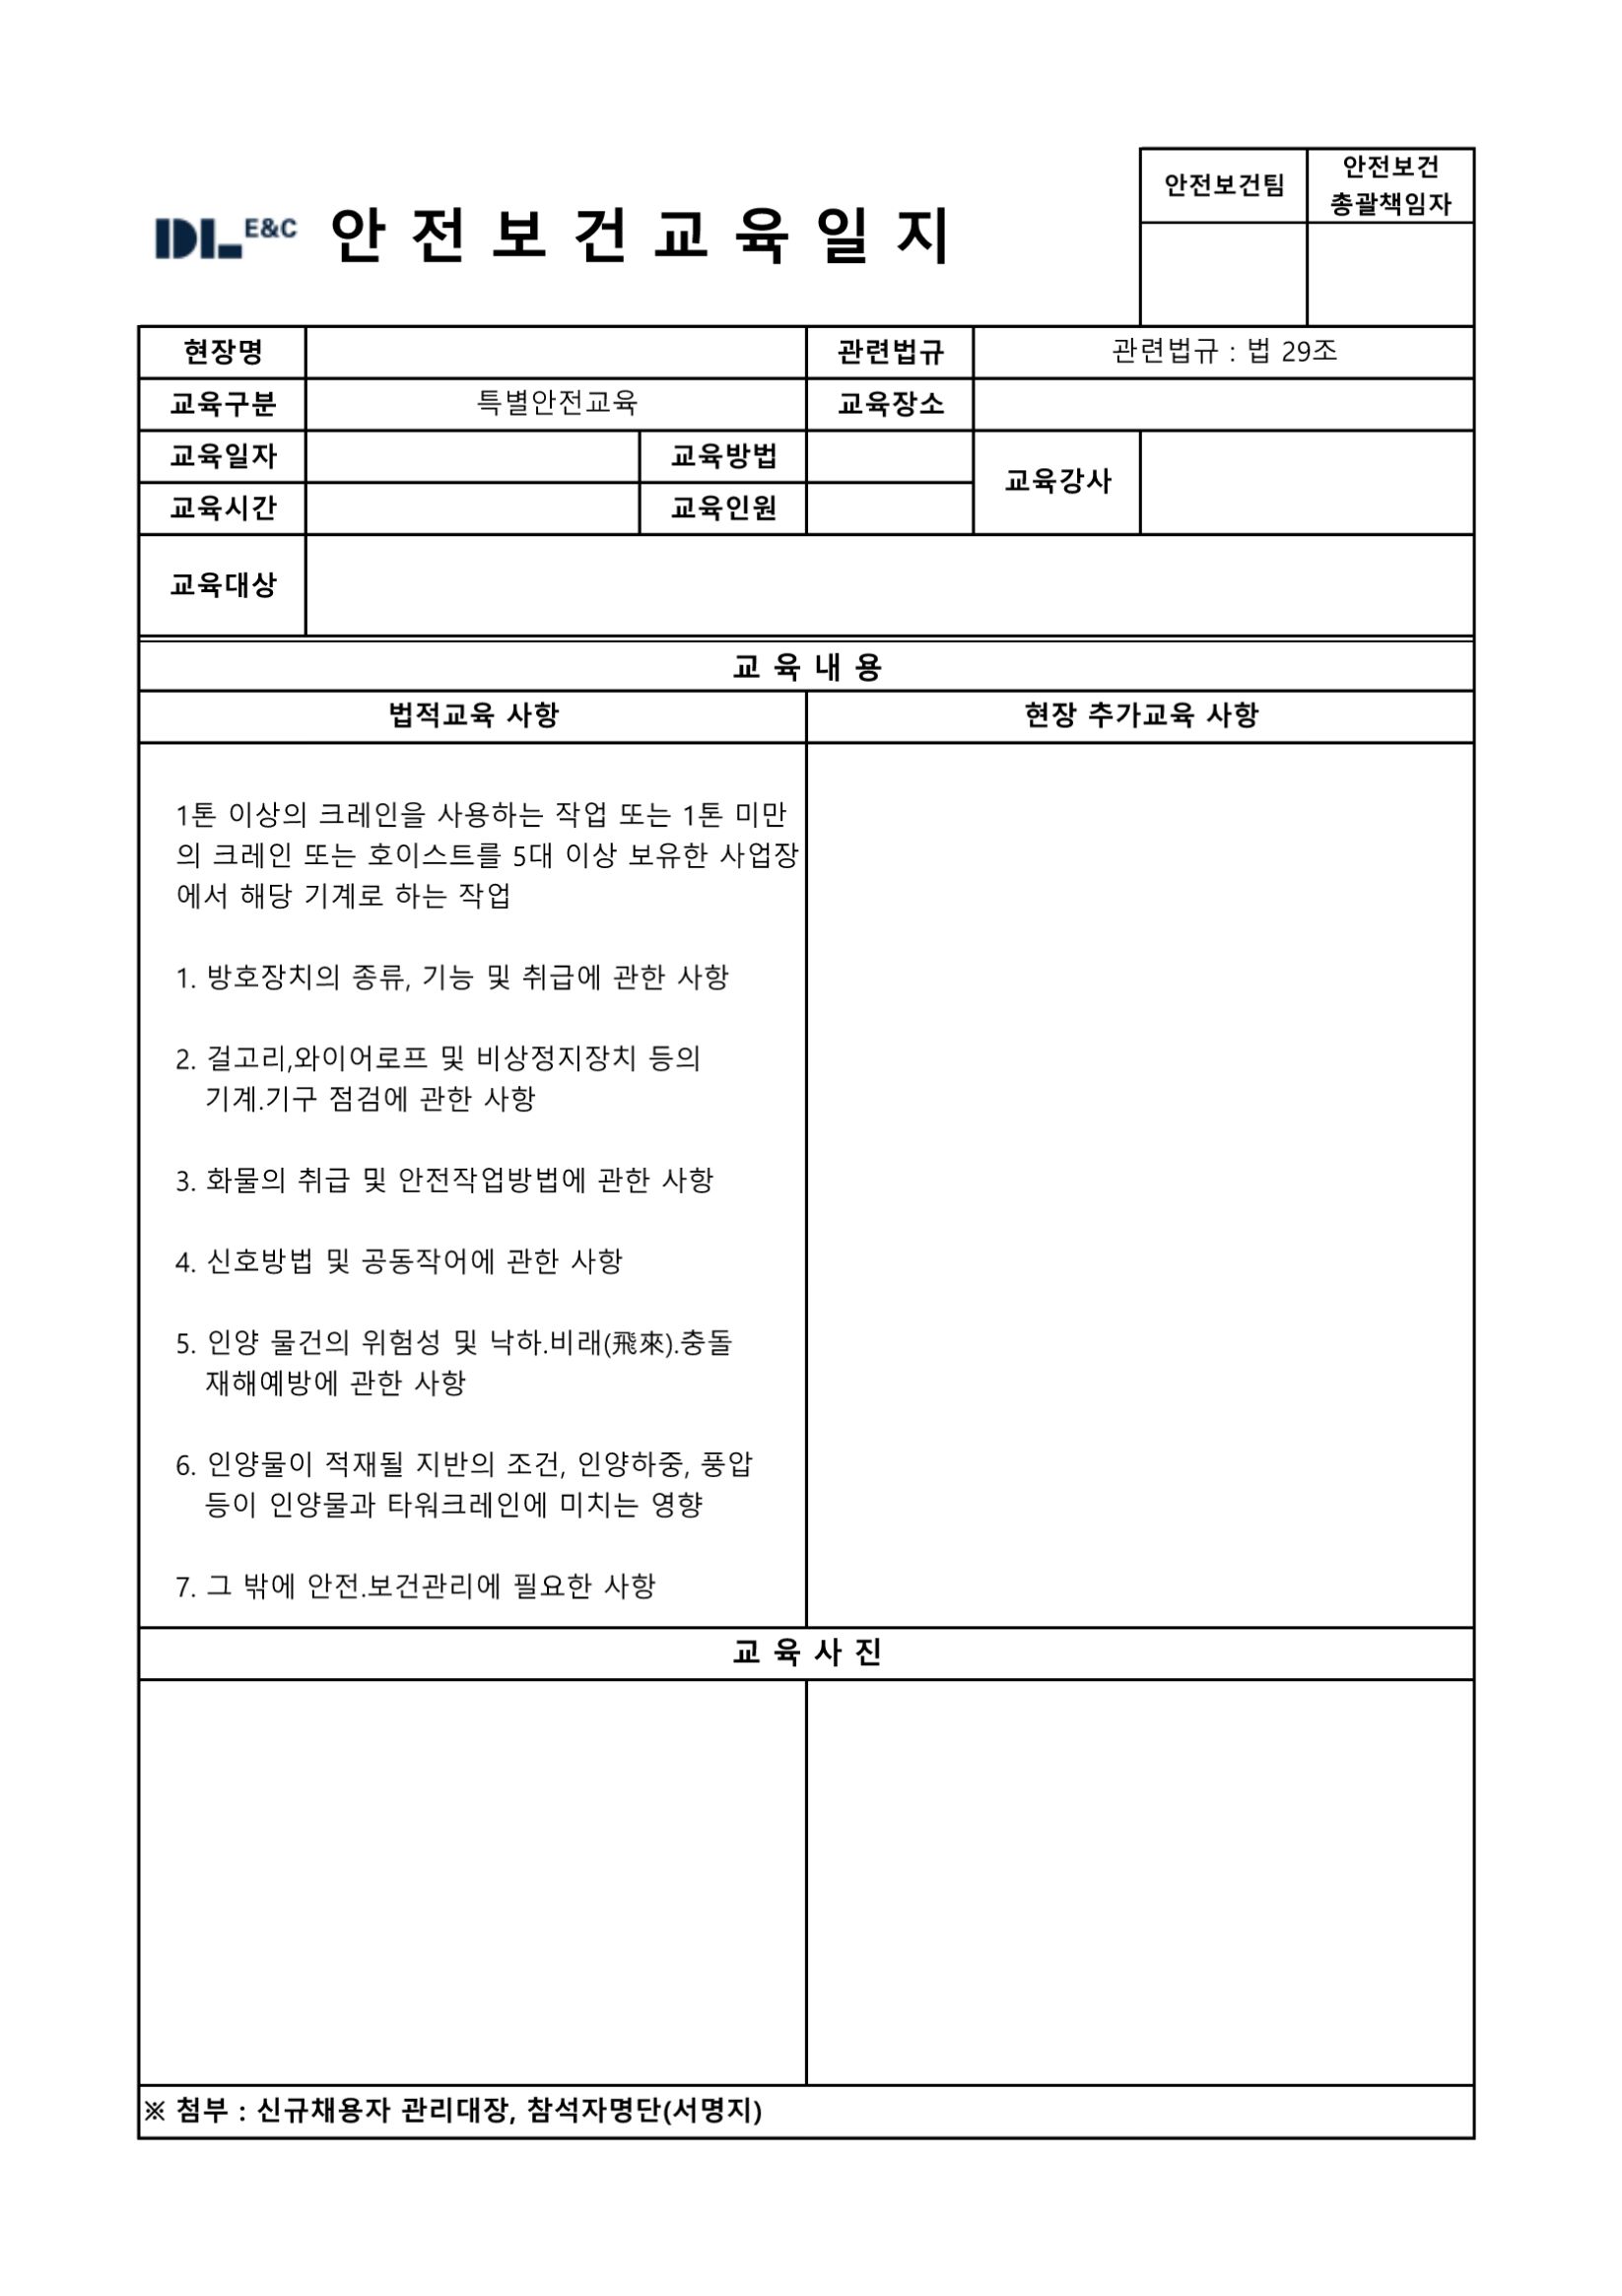 안전보건팀
안전보건
총괄책임자
DL E&C 안 전 보 건 교 육 일 지
현장명 관련법규 관련법규 : 법 29조
교육구분 특별안전교육 교육장소
교육일자 교육방법
교육강사
교육시간 교육인원
교육대상
교 육 내 용
법적교육 사항 현장 추가교육 사항
1톤 이상의 크레인을 사용하는 작업 또는 1톤 미만
의 크레인 또는 호이스트를 5대 이상 보유한 사업장
에서 해당 기계로 하는 작업
1. 방호장치의 종류, 기능 및 취급에 관한 사항
2. 걸고리,와이어로프 및 비상정지장치 등의
기계.기구 점검에 관한 사항
3. 화물의 취급 및 안전작업방법에 관한 사항
4. 신호방법 및 공동작어에 관한 사항
5. 인양 물건의 위험성 및 낙하.비래(飛來).충돌
재해예방에 관한 사항
6. 인양물이 적재될 지반의 조건, 인양하중, 풍압
등이 인양물과 타워크레인에 미치는 영향
7. 그 밖에 안전.보건관리에 필요한 사항
교 육 사 진
※ 첨부 : 신규채용자 관리대장, 참석자명단(서명지)